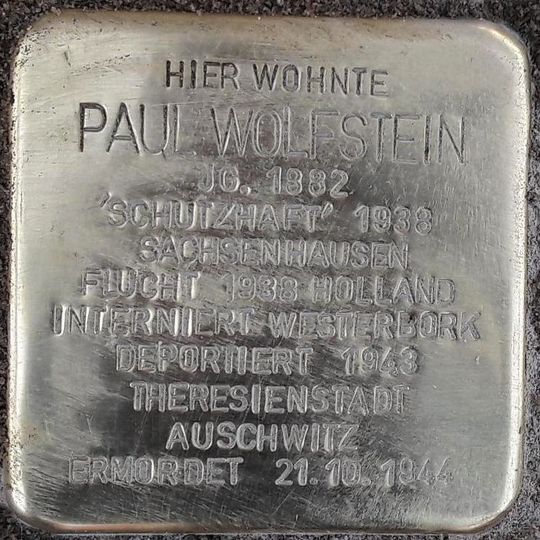 HIER WOHNTE
PAUL WOLFSTEIN
JG. 1882
'SCHUTZHAFT' 1938
SACHSENHAUSEN
FLUCHT 1938 HOLLAND
INTERNIERT WESTERBORK
DEPORTIERT 1943
THERESIENSTADT
AUSCHWITZ
ERMORDET 21.10.1944